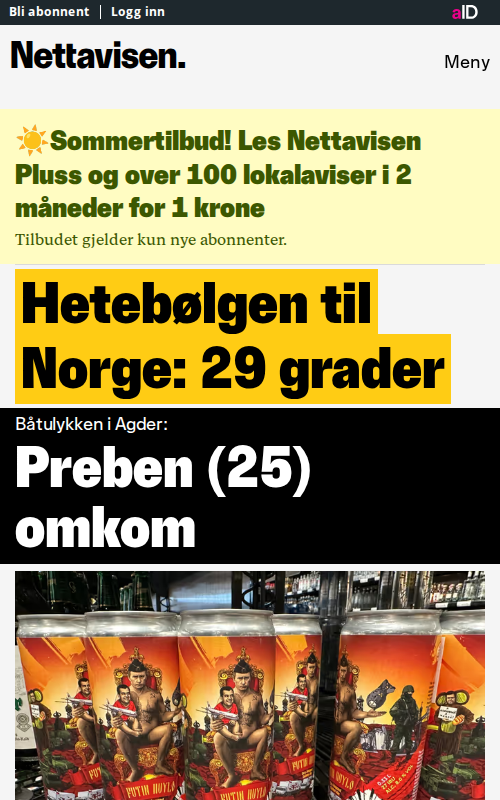 Bli abonnent Logg inn aID
Nettavisen.
Meny
☀️Sommertilbud! Les Nettavisen
Pluss og over 100 lokalaviser i 2
måneder for 1 krone
Tilbudet gjelder kun nye abonnenter.
Hetebølgen til
Norge: 29 grader
Båtulykken i Agder:
Preben (25)
omkom
PUTIN HUYLO